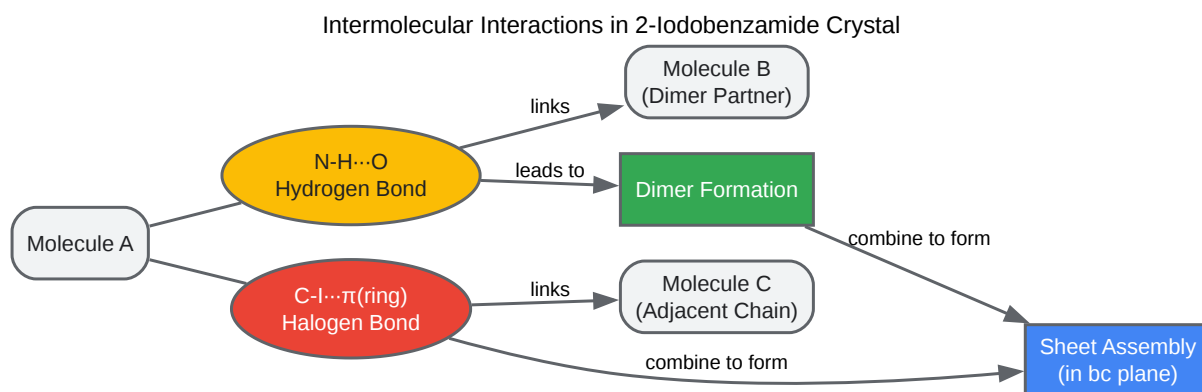 Intermolecular Interactions in 2-Iodobenzamide Crystal
Molecule B
(Dimer Partner)
links
N-H···O
Hydrogen Bond
leads to
Dimer Formation
Molecule A
combine to form
C-I···π(ring)
Halogen Bond
links
Molecule C
(Adjacent Chain)
combine to form
Sheet Assembly
(in bc plane)